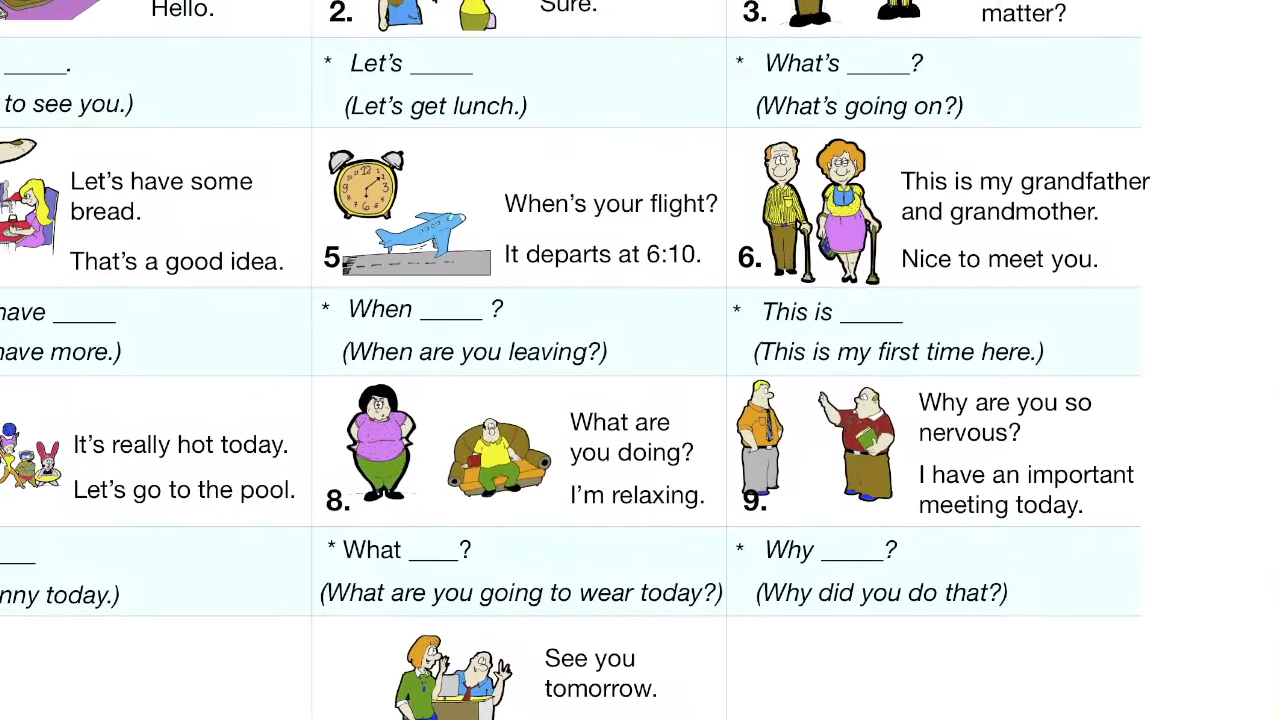 Hello.
2.
Sure.
3.
matter?
_____.
to see you.)
* Let's _____
(Let's get lunch.)
* What's _____?
(What's going on?)
Let's have some
bread.
That's a good idea.
5.
When's your flight?
It departs at 6:10.
6.
This is my grandfather
and grandmother.
Nice to meet you.
have _____
have more.)
* When _____ ?
(When are you leaving?)
* This is _____
(This is my first time here.)
It's really hot today.
Let's go to the pool.
8.
What are
you doing?
I'm relaxing.
9.
Why are you so
nervous?
I have an important
meeting today.
___
nny today.)
* What ____?
(What are you going to wear today?)
* Why _____?
(Why did you do that?)
See you
tomorrow.